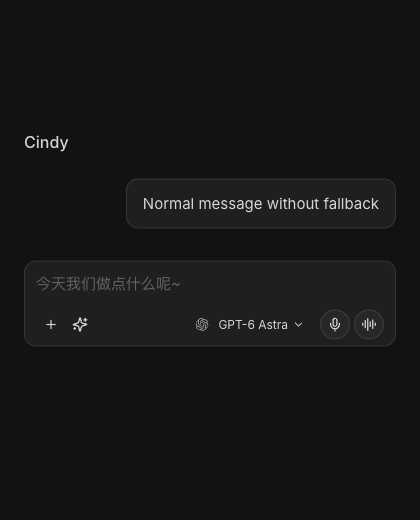 Cindy
Normal message without fallback
今天我们做点什么呢~
GPT-6 Astra